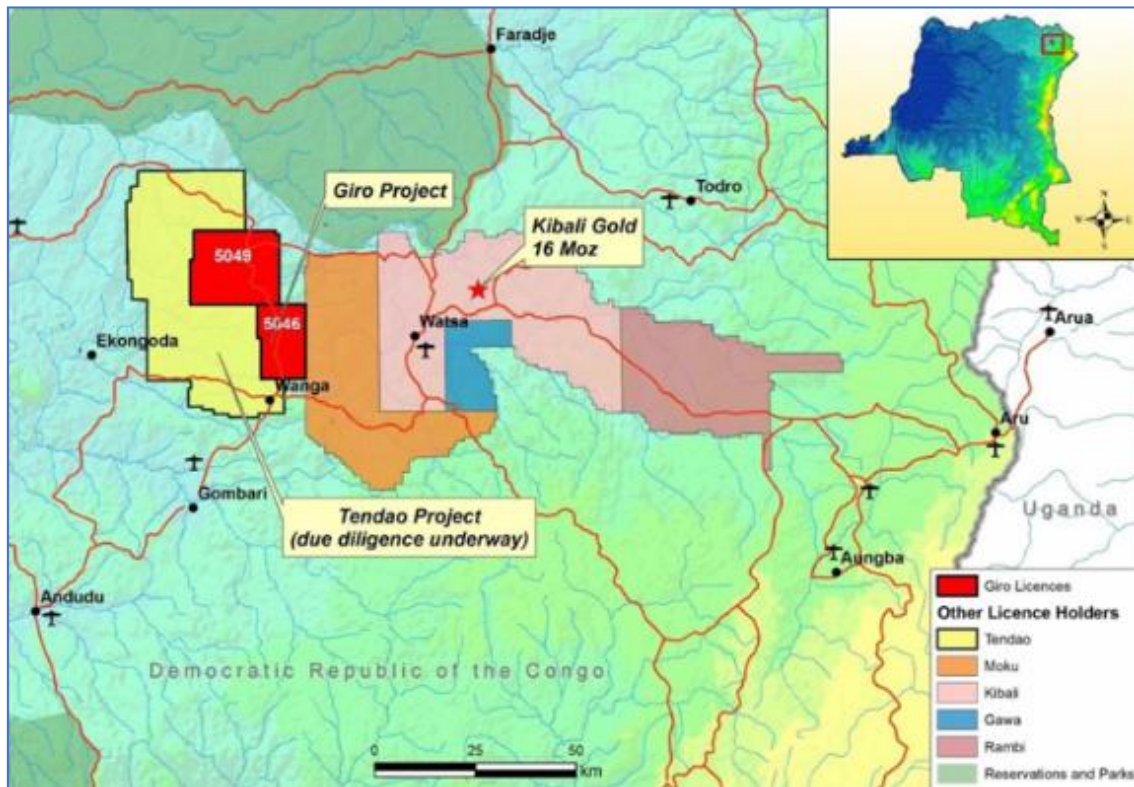 Faradje
Giro Project
Todro
Kibali Gold
16 Moz
5049
5046
Watsa
Ekongoda
Wanga
Arua
Aru
Gombari
Uganda
Tendao Project
(due diligence underway)
Aungba
Andudu
Democratic Republic of the Congo
0 25 50
km
N
W E
S
Giro Licences
Other Licence Holders
Tendao
Moku
Kibali
Gawa
Rambi
Reservations and Parks